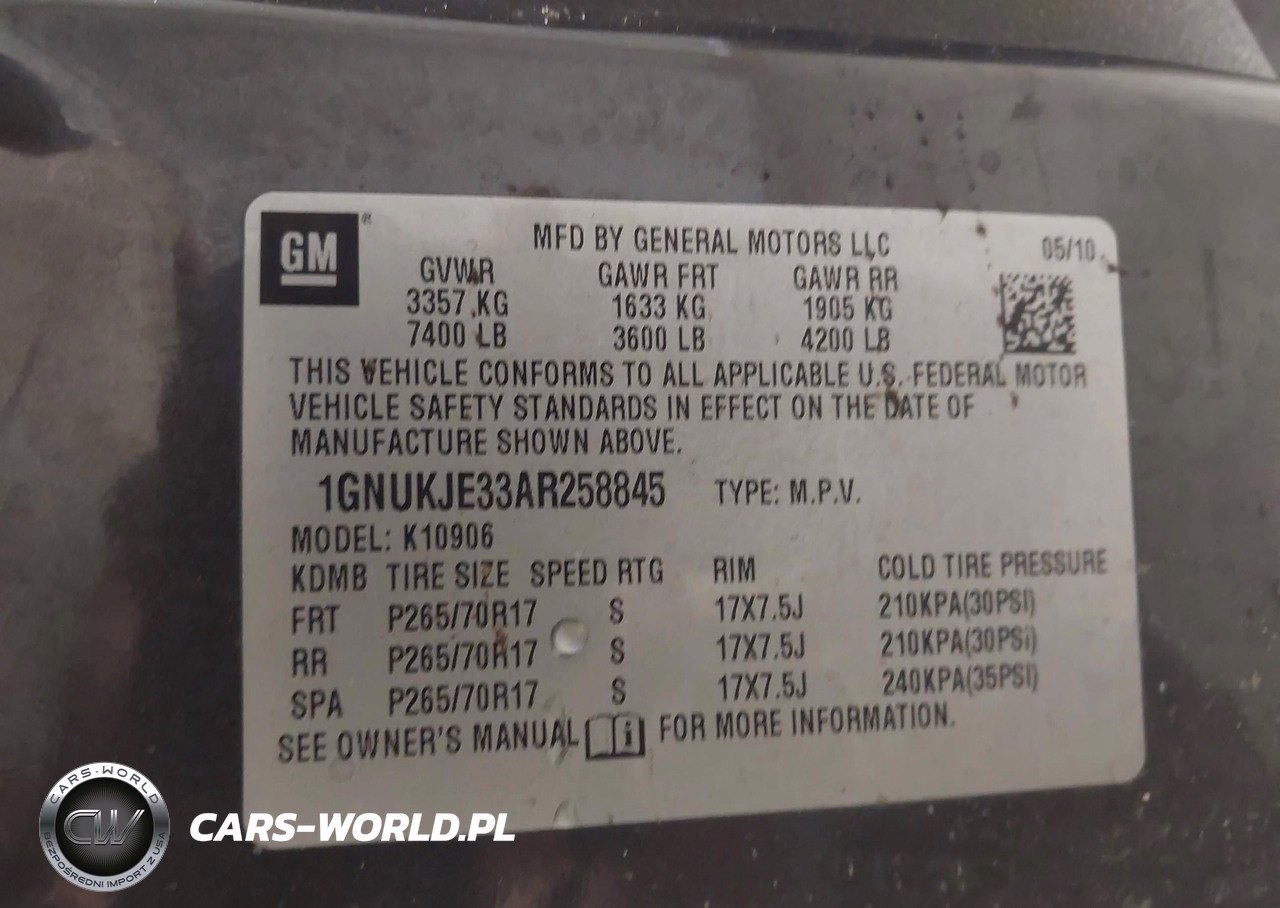 GM®
MFD BY GENERAL MOTORS LLC 05/10
GVWR GAWR FRT GAWR RR
3357 KG 1633 KG 1905 KG
7400 LB 3600 LB 4200 LB
THIS VEHICLE CONFORMS TO ALL APPLICABLE U.S. FEDERAL MOTOR
VEHICLE SAFETY STANDARDS IN EFFECT ON THE DATE OF
MANUFACTURE SHOWN ABOVE.
1GNUKJE33AR258845 TYPE: M.P.V.
MODEL: K10906
KDMB TIRE SIZE SPEED RTG RIM COLD TIRE PRESSURE
FRT P265/70R17 S 17X7.5J 210KPA(30PSI)
RR P265/70R17 S 17X7.5J 210KPA(30PSI)
SPA P265/70R17 S 17X7.5J 240KPA(35PSI)
SEE OWNER'S MANUAL i FOR MORE INFORMATION.
CARS-WORLD
CW
BEZPOŚREDNI IMPORT Z USA
CARS-WORLD.PL